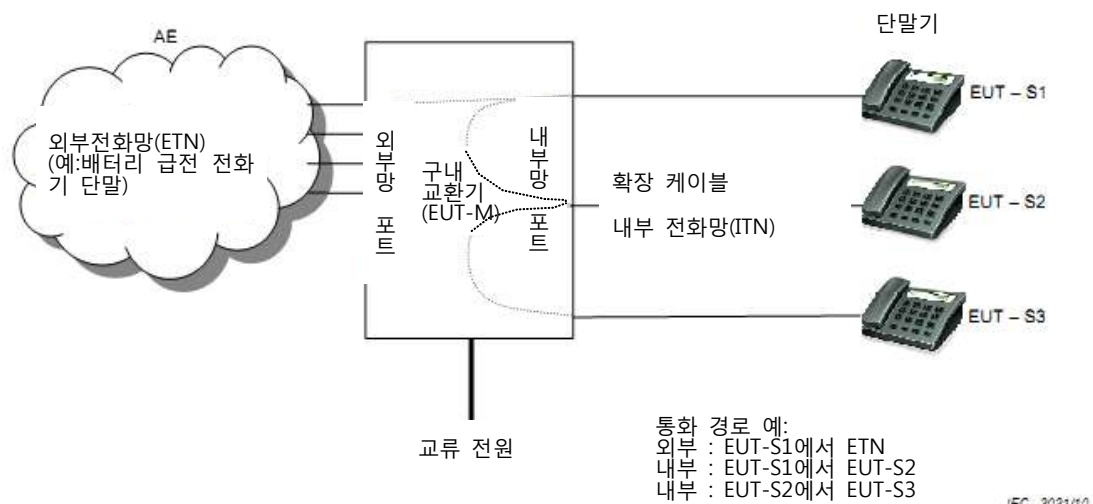 AE
단말기
EUT – S1
외부전화망(ETN)
(예:배터리 급전 전화
기 단말)
외부망 포트
구내
교환기
(EUT-M)
내부망 포트
확장 케이블
내부 전화망(ITN)
EUT – S2
EUT – S3
교류 전원
통화 경로 예:
외부 : EUT-S1에서 ETN
내부 : EUT-S1에서 EUT-S2
내부 : EUT-S2에서 EUT-S3